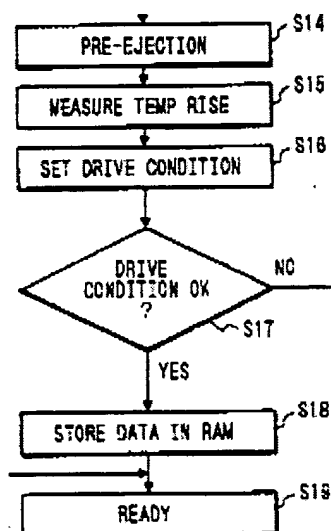 S14
PRE-EJECTION
S15
MEASURE TEMP RISE
S16
SET DRIVE CONDITION
DRIVE
CONDITION OK
?
NO
S17
YES
S18
STORE DATA IN RAM
S19
READY